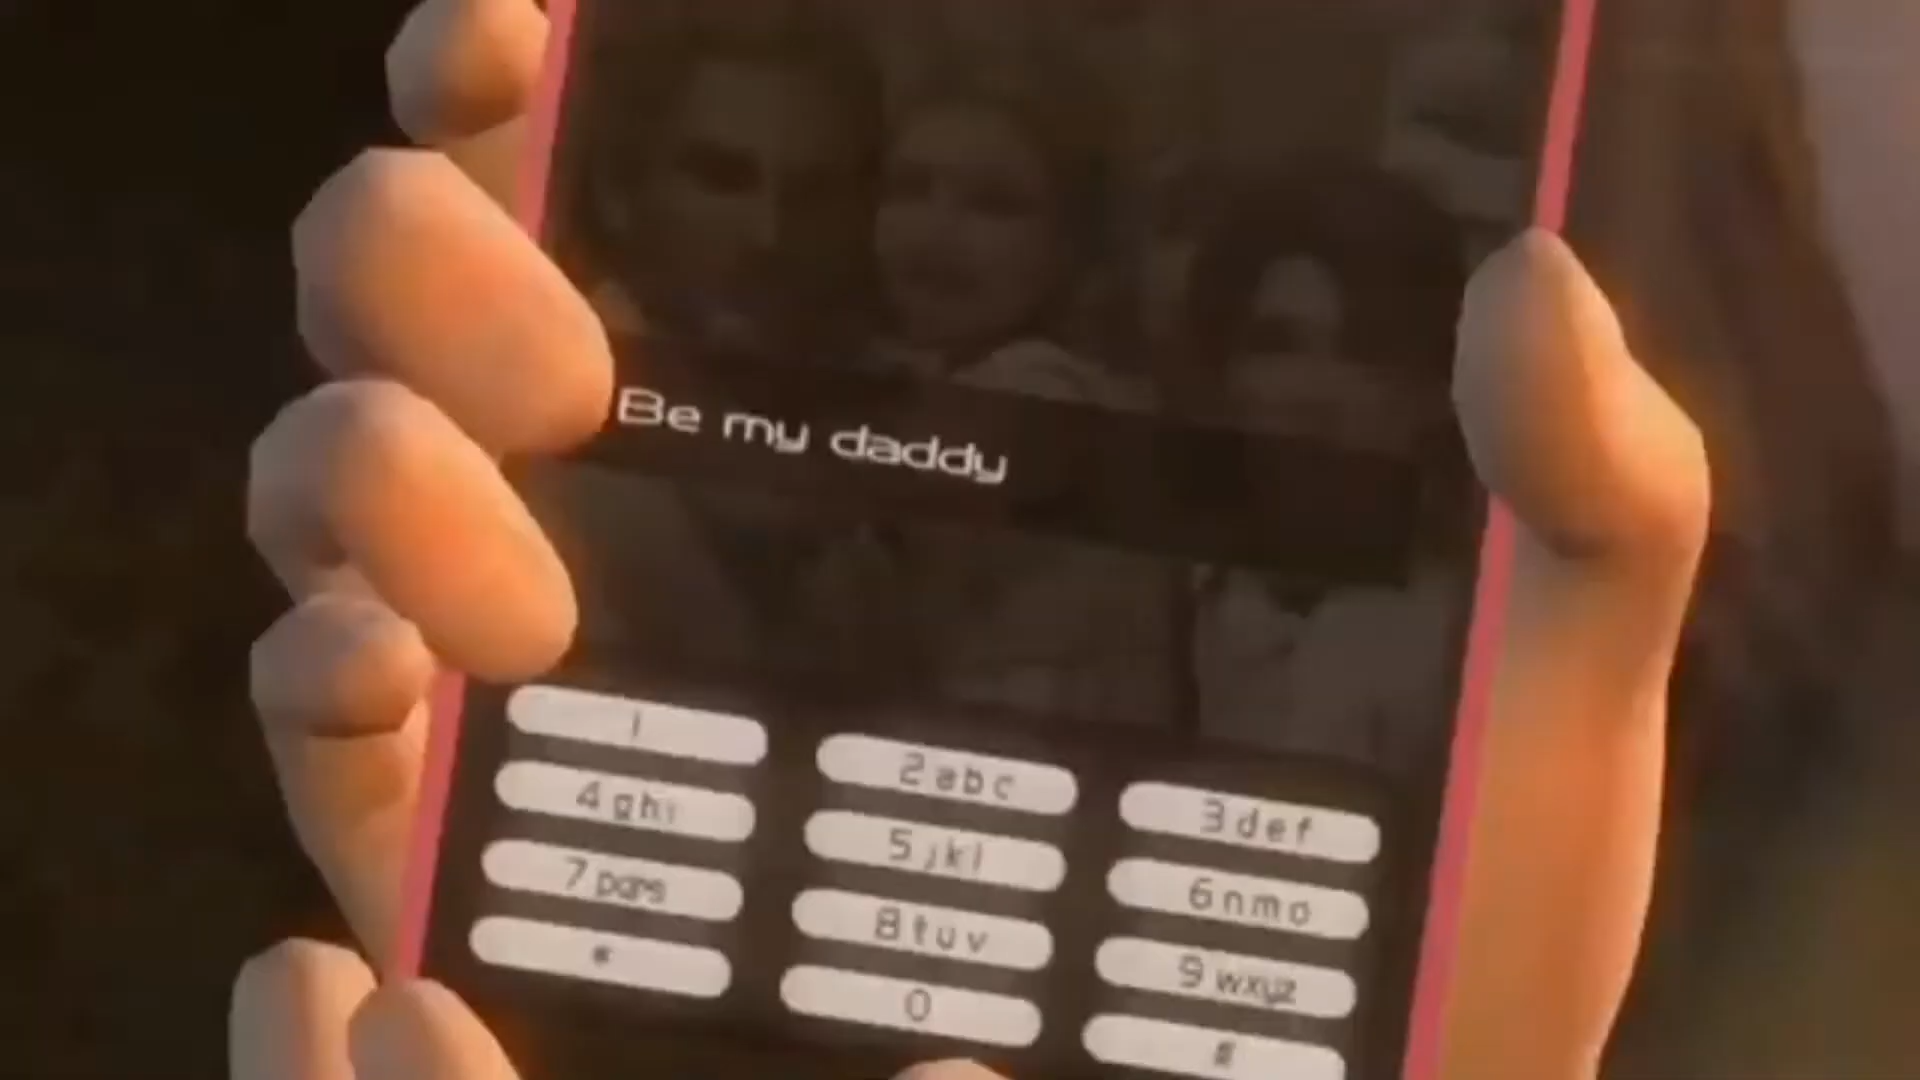 Be my daddy
1
2 abc
3 def
4 ghi
5 jkl
6 nmo
7 pqrs
8 tuv
9 wxyz
*
0
#